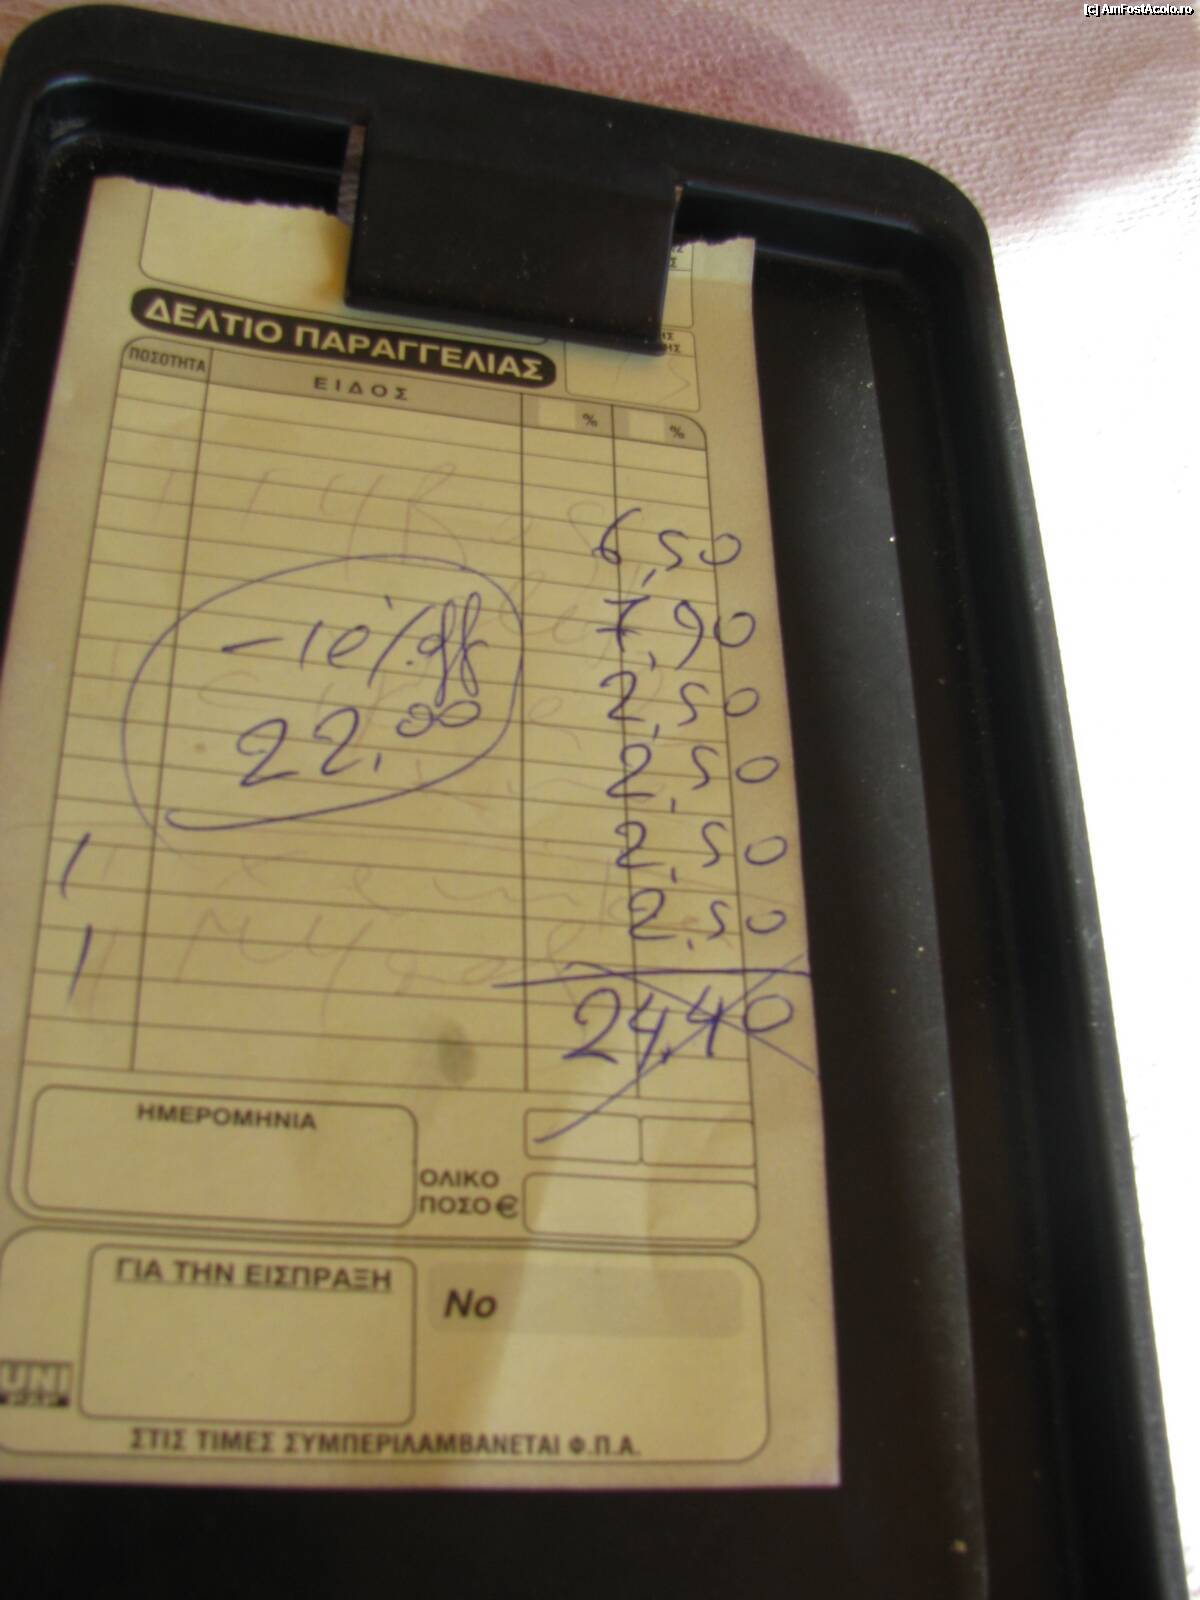 [c] AmFostAcolo.ro
ΔΕΛΤΙΟ ΠΑΡΑΓΓΕΛΙΑΣ
ΠΟΣΟΤΗΤΑ ΕΙΔΟΣ % %
6,50
7,90
2,50
2,50
2,50
2,50
24,40
-10%off
22,00
1
1
ΗΜΕΡΟΜΗΝΙΑ
ΟΛΙΚΟ
ΠΟΣΟ €
ΓΙΑ ΤΗΝ ΕΙΣΠΡΑΞΗ
No
UNI
ΣΤΙΣ ΤΙΜΕΣ ΣΥΜΠΕΡΙΛΑΜΒΑΝΕΤΑΙ Φ.Π.Α.